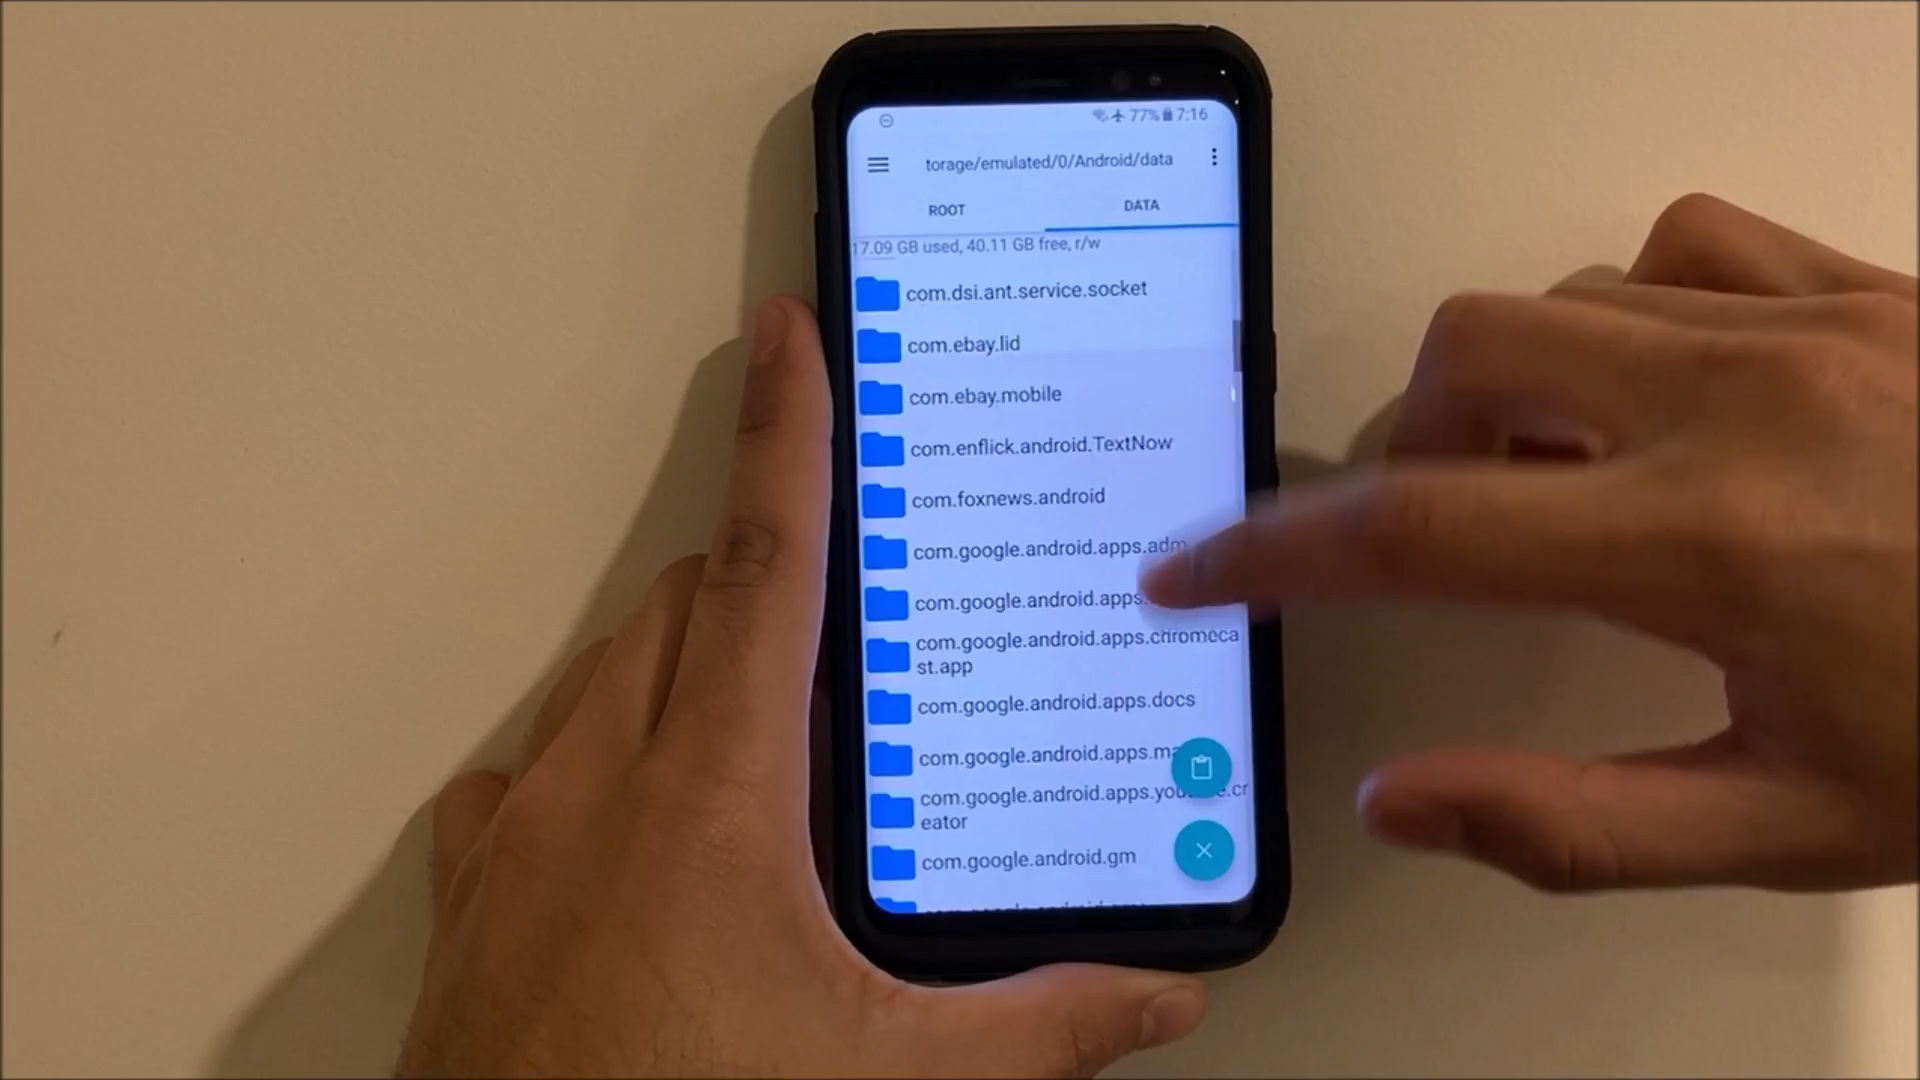 77% 7:16
torage/emulated/0/Android/data
ROOT DATA
17.09 GB used, 40.11 GB free, r/w
com.dsi.ant.service.socket
com.ebay.lid
com.ebay.mobile
com.enflick.android.TextNow
com.foxnews.android
com.google.android.apps.adm
com.google.android.apps.
com.google.android.apps.chromeca
st.app
com.google.android.apps.docs
com.google.android.apps.ma
com.google.android.apps.you e.cr
eator
com.google.android.gm